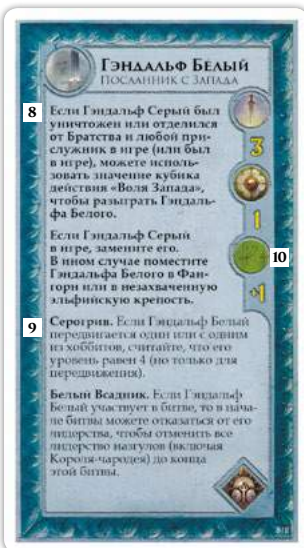 Гэндальф Белый
Посланник с Запада
8
Если Гэндальф Серый был
уничтожен или отделился
от Братства и любой при-
служник в игре (или был
в игре), можете исполь-
зовать значение кубика
действия «Воля Запада»,
чтобы разыграть Гэндаль-
фа Белого.
3
1
Если Гэндальф Серый
в игре, замените его.
В ином случае поместите
Гэндальфа Белого в Фан-
горн или в незахваченную
эльфийскую крепость.
10
+1
9
Серогрив. Если Гэндальф Белый
передвигается один или с одним
из хоббитов, считайте, что его
уровень равен 4 (но только для
передвижения).
Белый Всадник. Если Гэндальф
Белый участвует в битве, то в нача-
ле битвы можете отказаться от его
лидерства, чтобы отменить все
лидерство назгулов (включая
Короля-чародея) до конца
этой битвы.